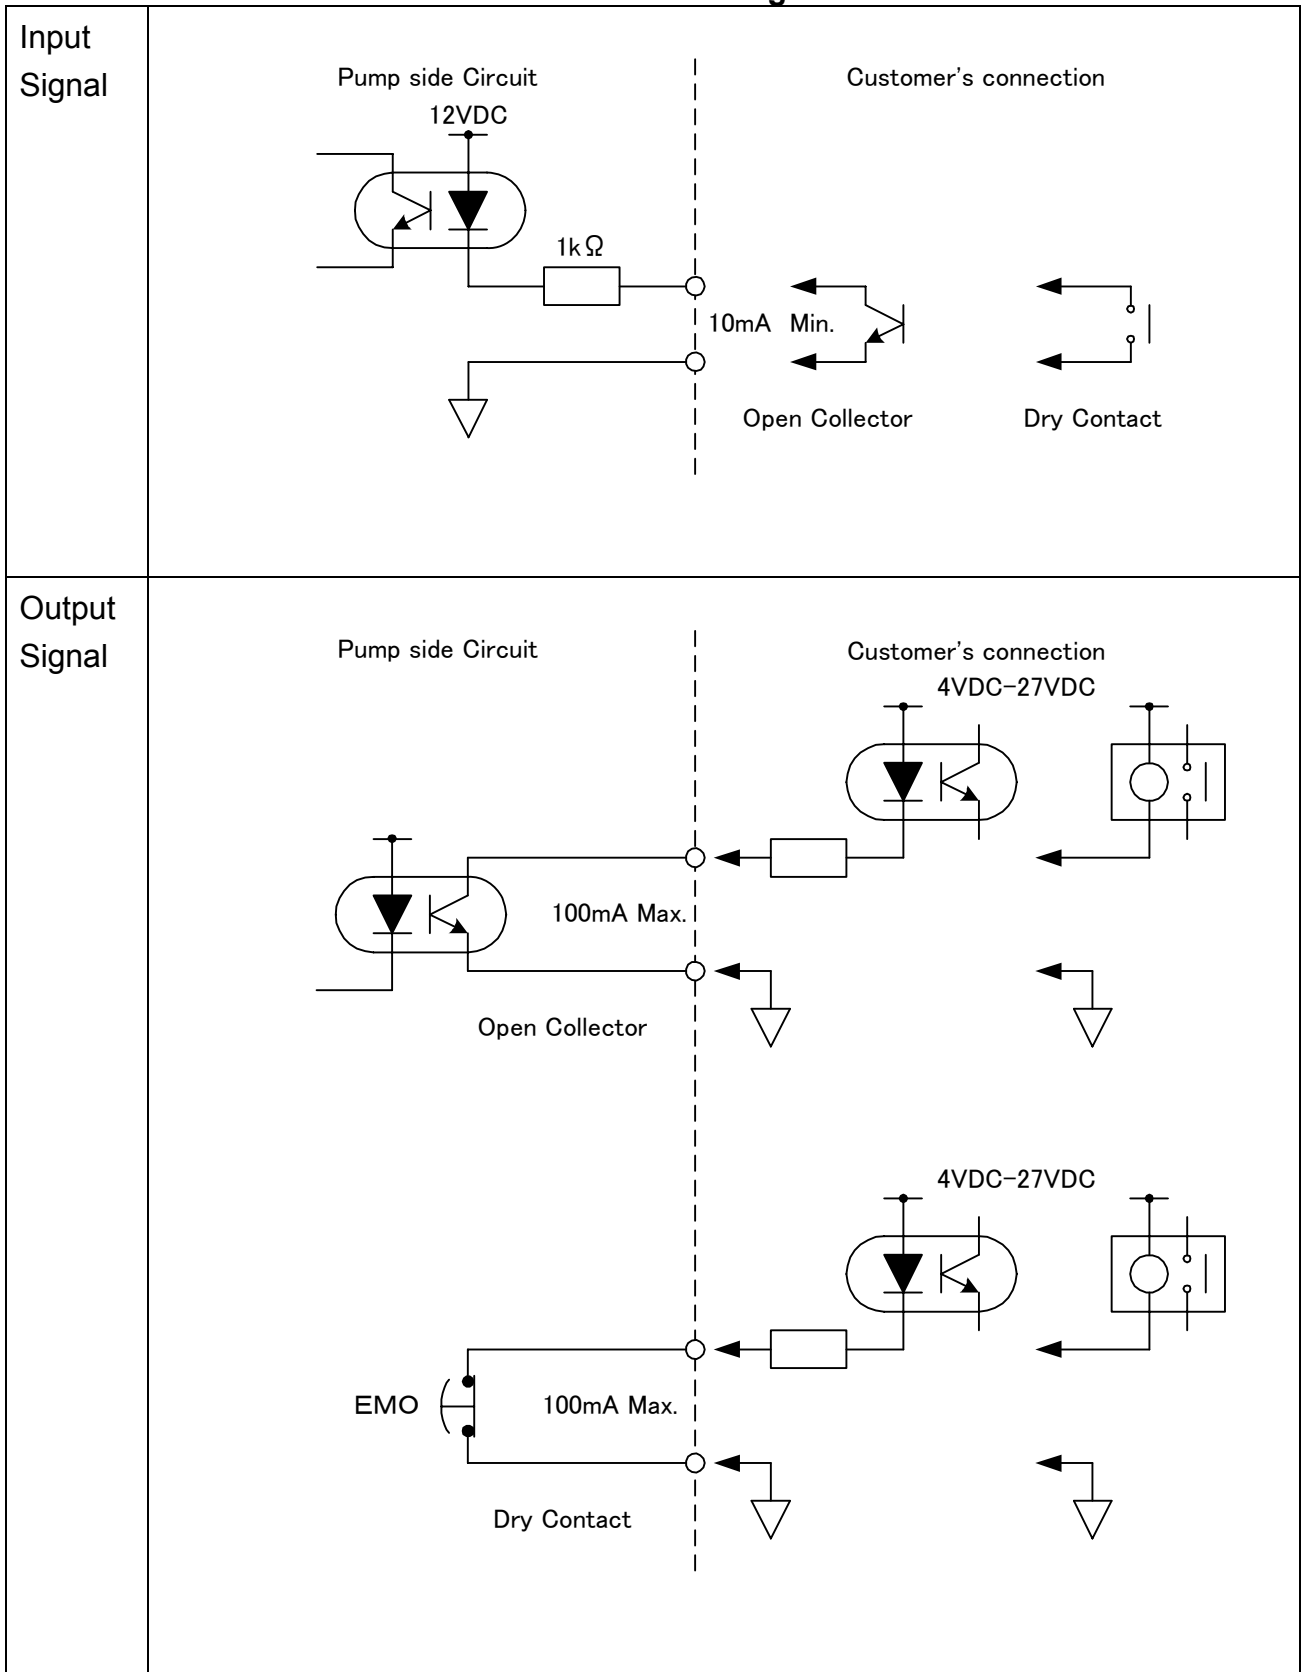 Input
Signal
Pump side Circuit
Customer's connection
12VDC
1kΩ
10mA Min.
Open Collector
Dry Contact
Output
Signal
Pump side Circuit
Customer's connection
4VDC-27VDC
100mA Max.
Open Collector
4VDC-27VDC
EMO
100mA Max.
Dry Contact